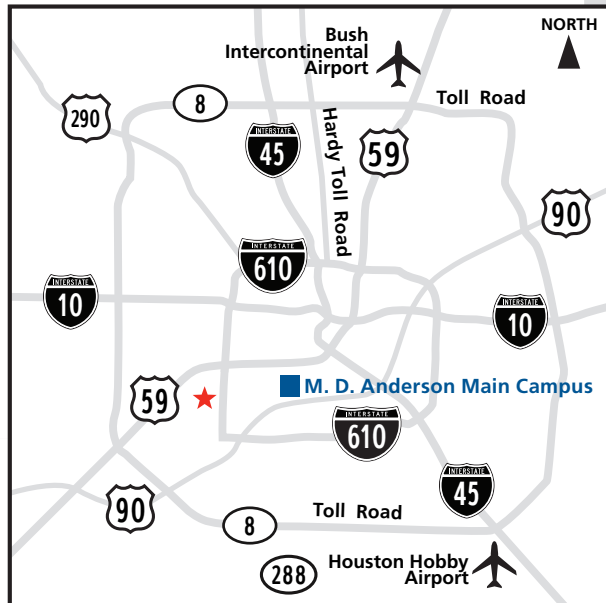 NORTH
Bush
Intercontinental
Airport
8
Toll Road
290
INTERSTATE
45
Hardy Toll Road
59
90
INTERSTATE
610
INTERSTATE
10
INTERSTATE
10
59
M. D. Anderson Main Campus
INTERSTATE
610
INTERSTATE
45
90
Toll Road
8
288
Houston Hobby
Airport